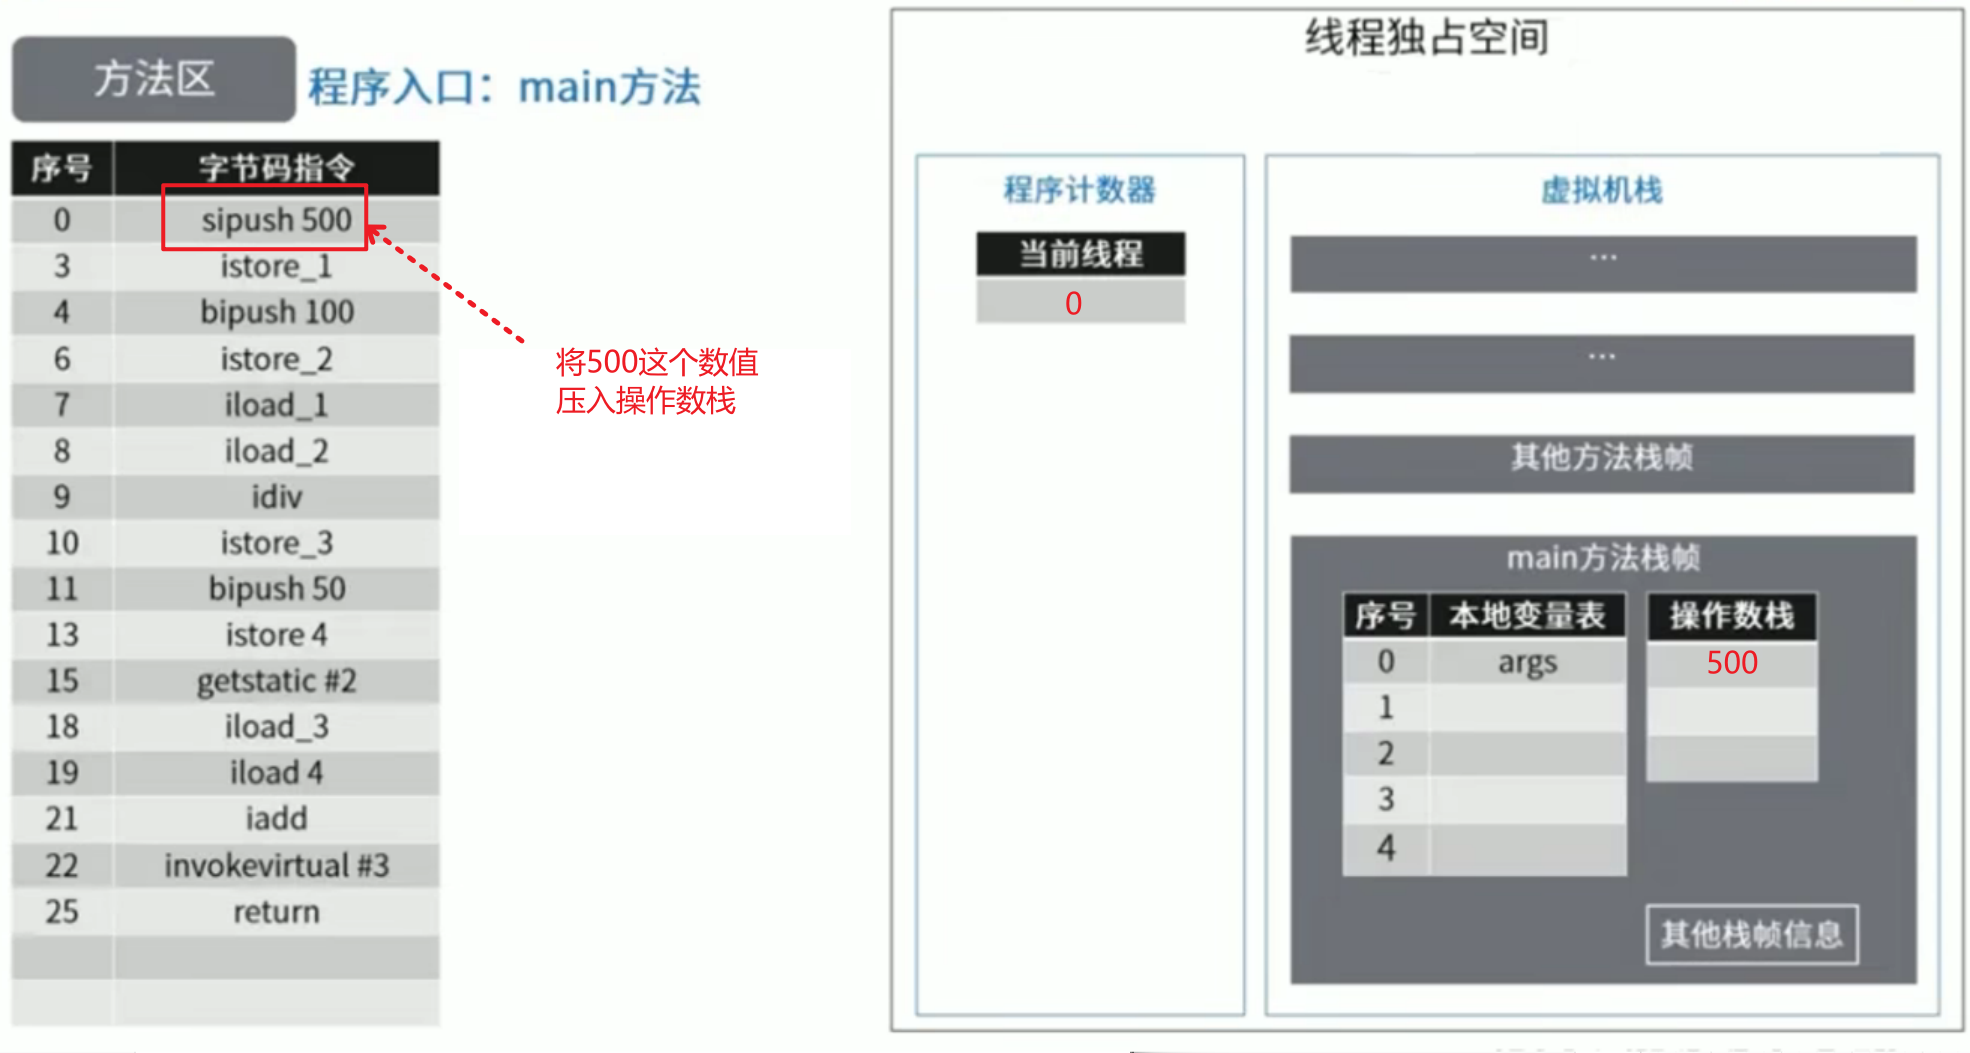 方法区
程序入口：main方法
序号 字节码指令
0 sipush 500
3 istore_1
4 bipush 100
6 istore_2
7 iload_1
8 iload_2
9 idiv
10 istore_3
11 bipush 50
13 istore 4
15 getstatic #2
18 iload_3
19 iload 4
21 iadd
22 invokevirtual #3
25 return
将500这个数值
压入操作数栈
线程独占空间
程序计数器
当前线程
0
虚拟机栈
...
...
其他方法栈帧
main方法栈帧
序号 本地变量表
0 args
1
2
3
4
操作数栈
500
其他栈帧信息